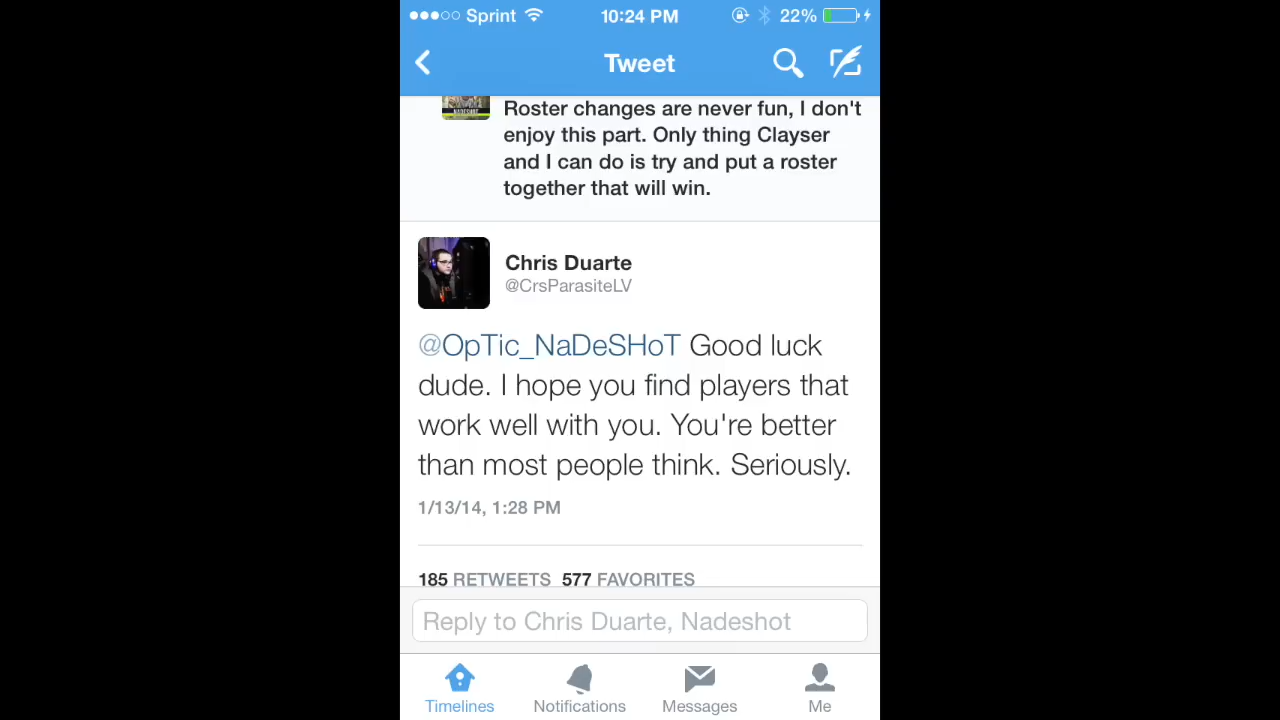 Sprint 10:24 PM 22%
Tweet
NADESHOT
Roster changes are never fun, I don't
enjoy this part. Only thing Clayser
and I can do is try and put a roster
together that will win.
Chris Duarte
@CrsParasiteLV
@OpTic_NaDeSHoT Good luck
dude. I hope you find players that
work well with you. You're better
than most people think. Seriously.
1/13/14, 1:28 PM
185 RETWEETS 577 FAVORITES
Reply to Chris Duarte, Nadeshot
Timelines Notifications Messages Me